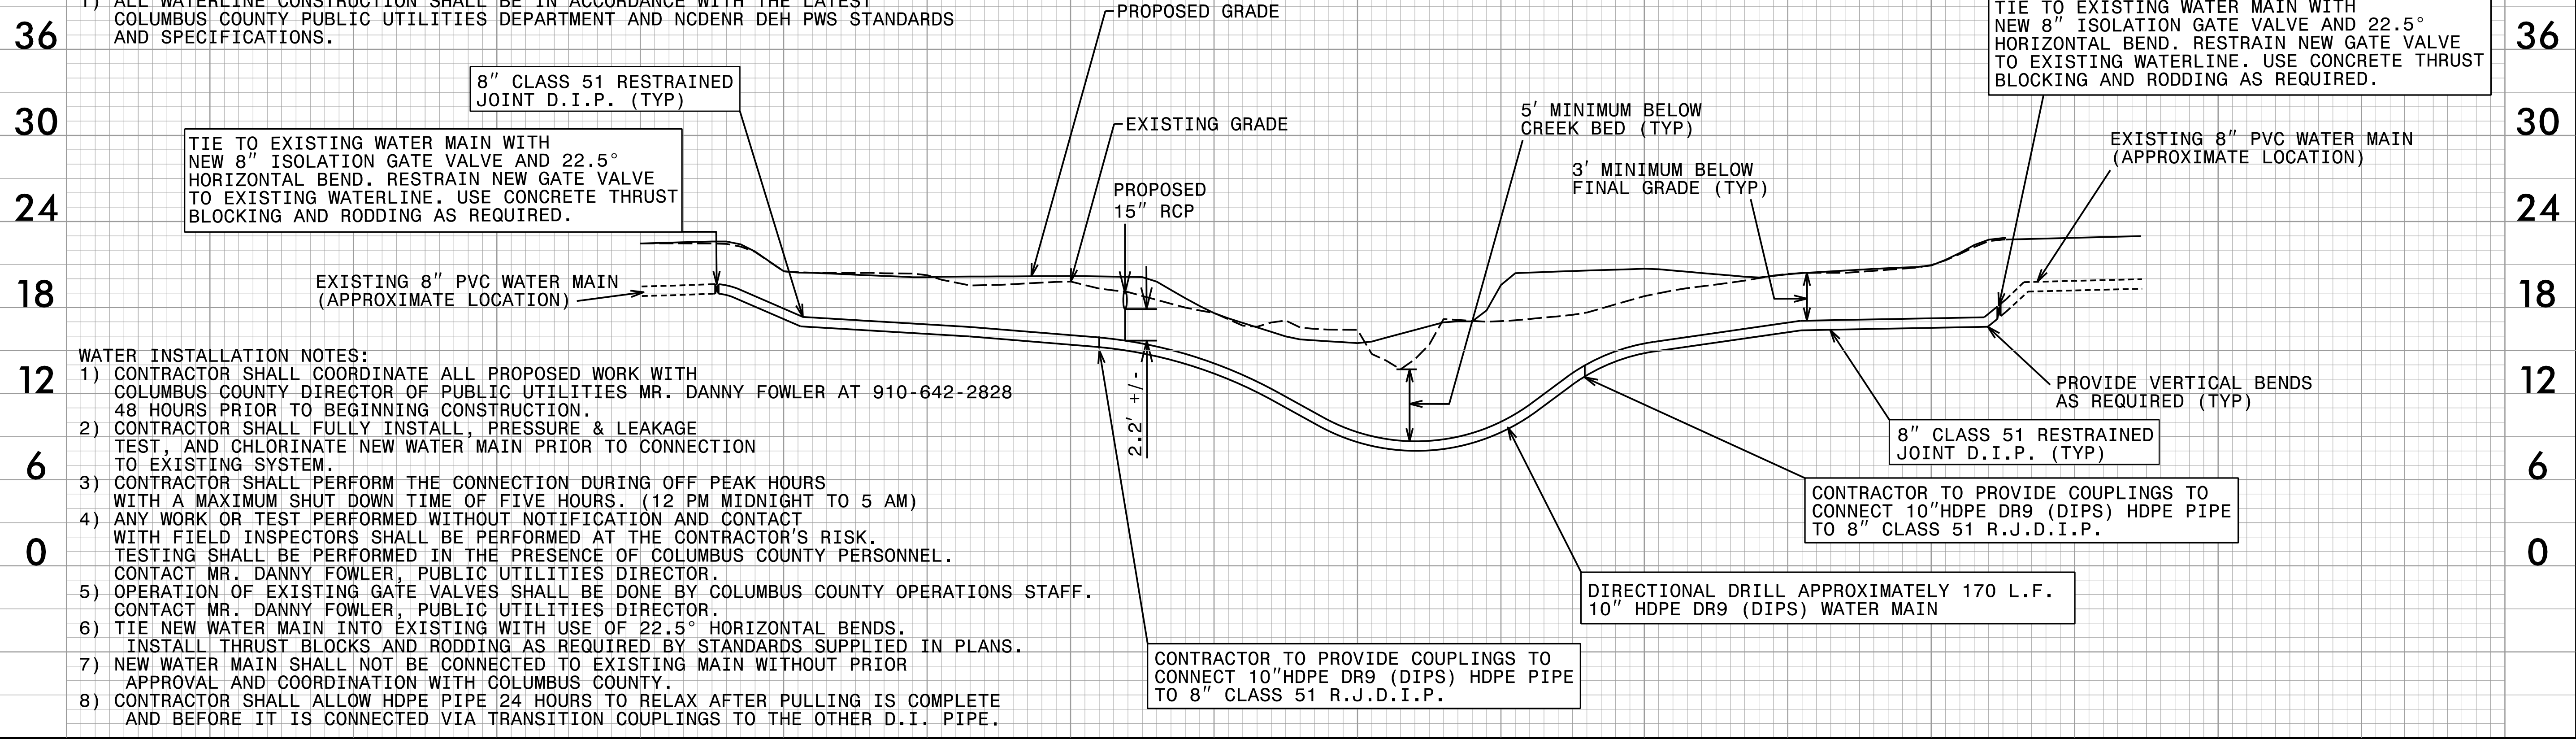 1) ALL WATERLINE CONSTRUCTION SHALL BE IN ACCORDANCE WITH THE LATEST
COLUMBUS COUNTY PUBLIC UTILITIES DEPARTMENT AND NCDENR DEH PWS STANDARDS
AND SPECIFICATIONS.
PROPOSED GRADE
TIE TO EXISTING WATER MAIN WITH
NEW 8" ISOLATION GATE VALVE AND 22.5°
HORIZONTAL BEND. RESTRAIN NEW GATE VALVE
TO EXISTING WATERLINE. USE CONCRETE THRUST
BLOCKING AND RODDING AS REQUIRED.
36
36
8" CLASS 51 RESTRAINED
JOINT D.I.P. (TYP)
30
30
EXISTING GRADE
5' MINIMUM BELOW
CREEK BED (TYP)
EXISTING 8" PVC WATER MAIN
(APPROXIMATE LOCATION)
TIE TO EXISTING WATER MAIN WITH
NEW 8" ISOLATION GATE VALVE AND 22.5°
HORIZONTAL BEND. RESTRAIN NEW GATE VALVE
TO EXISTING WATERLINE. USE CONCRETE THRUST
BLOCKING AND RODDING AS REQUIRED.
3' MINIMUM BELOW
FINAL GRADE (TYP)
PROPOSED
15" RCP
24
24
EXISTING 8" PVC WATER MAIN
(APPROXIMATE LOCATION)
18
18
WATER INSTALLATION NOTES:
1) CONTRACTOR SHALL COORDINATE ALL PROPOSED WORK WITH
COLUMBUS COUNTY DIRECTOR OF PUBLIC UTILITIES MR. DANNY FOWLER AT 910-642-2828
48 HOURS PRIOR TO BEGINNING CONSTRUCTION.
2) CONTRACTOR SHALL FULLY INSTALL, PRESSURE & LEAKAGE
TEST, AND CHLORINATE NEW WATER MAIN PRIOR TO CONNECTION
TO EXISTING SYSTEM.
3) CONTRACTOR SHALL PERFORM THE CONNECTION DURING OFF PEAK HOURS
WITH A MAXIMUM SHUT DOWN TIME OF FIVE HOURS. (12 PM MIDNIGHT TO 5 AM)
4) ANY WORK OR TEST PERFORMED WITHOUT NOTIFICATION AND CONTACT
WITH FIELD INSPECTORS SHALL BE PERFORMED AT THE CONTRACTOR'S RISK.
TESTING SHALL BE PERFORMED IN THE PRESENCE OF COLUMBUS COUNTY PERSONNEL.
CONTACT MR. DANNY FOWLER, PUBLIC UTILITIES DIRECTOR.
5) OPERATION OF EXISTING GATE VALVES SHALL BE DONE BY COLUMBUS COUNTY OPERATIONS STAFF.
CONTACT MR. DANNY FOWLER, PUBLIC UTILITIES DIRECTOR.
6) TIE NEW WATER MAIN INTO EXISTING WITH USE OF 22.5° HORIZONTAL BENDS.
INSTALL THRUST BLOCKS AND RODDING AS REQUIRED BY STANDARDS SUPPLIED IN PLANS.
7) NEW WATER MAIN SHALL NOT BE CONNECTED TO EXISTING MAIN WITHOUT PRIOR
APPROVAL AND COORDINATION WITH COLUMBUS COUNTY.
8) CONTRACTOR SHALL ALLOW HDPE PIPE 24 HOURS TO RELAX AFTER PULLING IS COMPLETE
AND BEFORE IT IS CONNECTED VIA TRANSITION COUPLINGS TO THE OTHER D.I. PIPE.
12
12
2.2' +/-
PROVIDE VERTICAL BENDS
AS REQUIRED (TYP)
8" CLASS 51 RESTRAINED
JOINT D.I.P. (TYP)
6
6
CONTRACTOR TO PROVIDE COUPLINGS TO
CONNECT 10"HDPE DR9 (DIPS) HDPE PIPE
TO 8" CLASS 51 R.J.D.I.P.
0
0
DIRECTIONAL DRILL APPROXIMATELY 170 L.F.
10" HDPE DR9 (DIPS) WATER MAIN
CONTRACTOR TO PROVIDE COUPLINGS TO
CONNECT 10"HDPE DR9 (DIPS) HDPE PIPE
TO 8" CLASS 51 R.J.D.I.P.